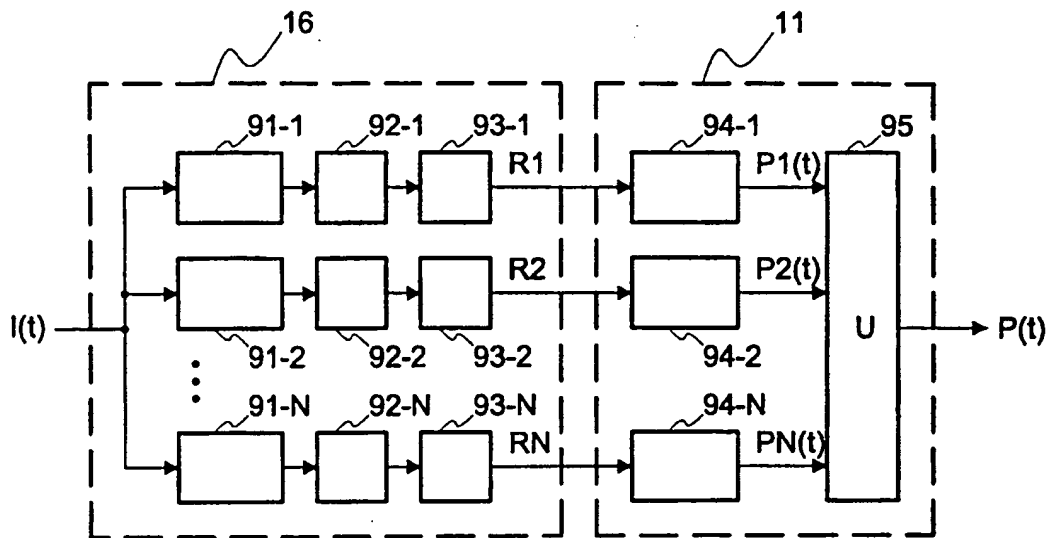 16
11
91-1
92-1
93-1
94-1
95
R1
P1(t)
R2
P2(t)
I(t)
91-2
92-2
93-2
94-2
U
P(t)
91-N
92-N
93-N
94-N
RN
PN(t)